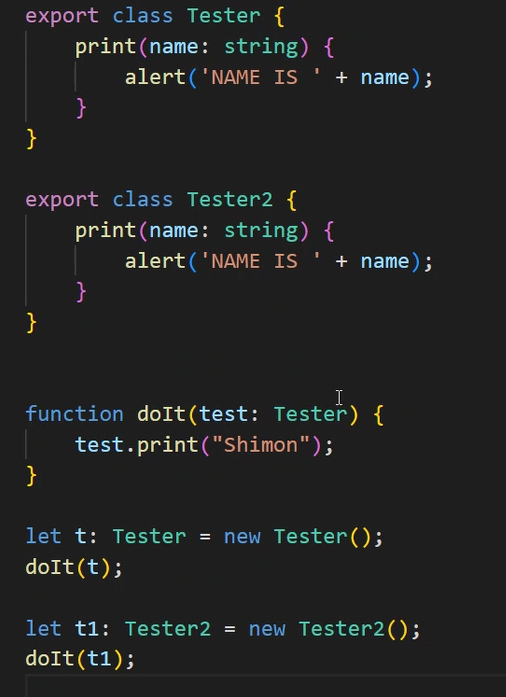 export class Tester {
    print(name: string) {
        alert('NAME IS ' + name);
    }
}
export class Tester2 {
    print(name: string) {
        alert('NAME IS ' + name);
    }
}
function doIt(test: Tester) {
    test.print("Shimon");
}
let t: Tester = new Tester();
doIt(t);
let t1: Tester2 = new Tester2();
doIt(t1);